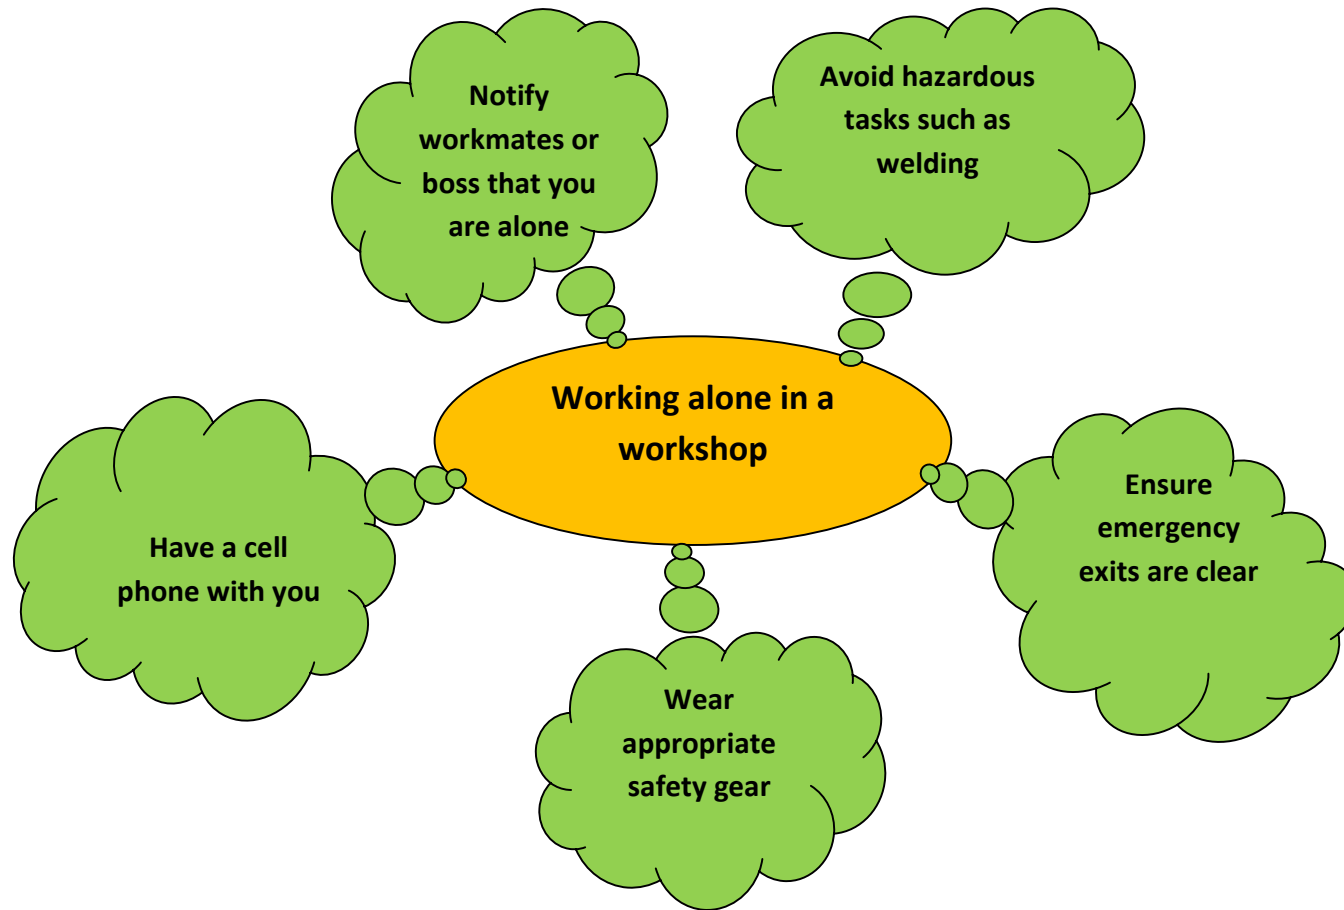 Notify
workmates or
boss that you
are alone
Avoid hazardous
tasks such as
welding
Working alone in a
workshop
Have a cell
phone with you
Ensure
emergency
exits are clear
Wear
appropriate
safety gear